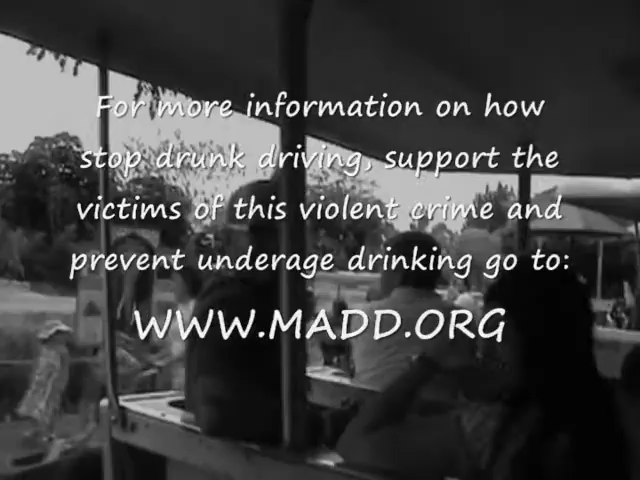 For more information on how
stop drunk driving, support the
victims of this violent crime and
prevent underage drinking go to:
WWW.MADD.ORG